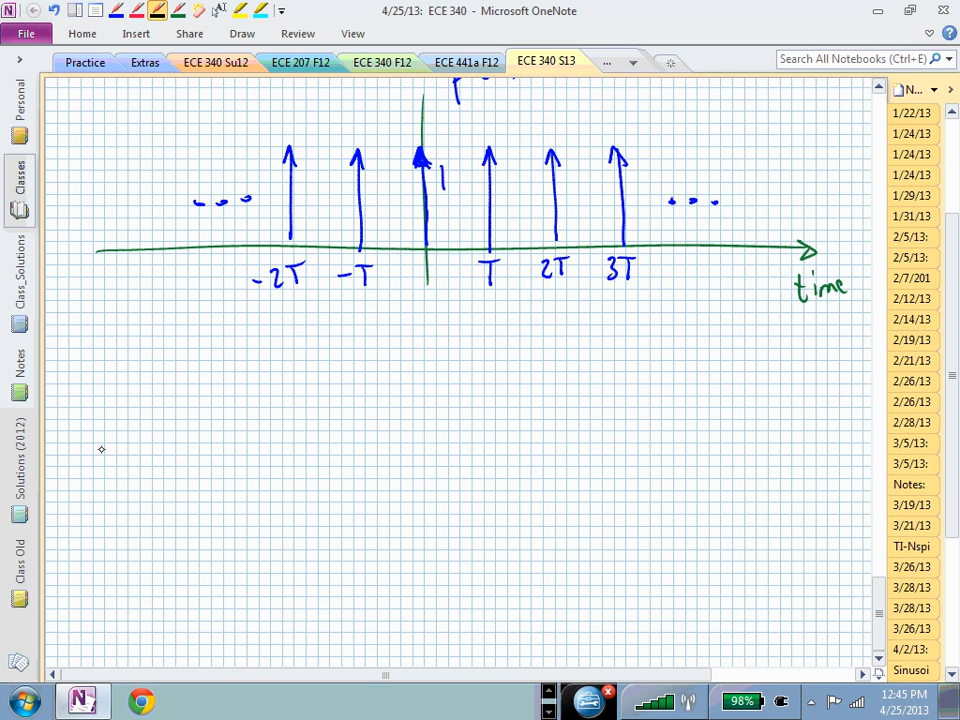 4/25/13: ECE 340 - Microsoft OneNote
File Home Insert Share Draw Review View
Practice Extras ECE 340 Su12 ECE 207 F12 ECE 340 F12 ECE 441a F12 ECE 340 S13 ... Search All Notebooks (Ctrl+E)
N...
Personal
Classes
Class_Solutions
Notes
Solutions (2012)
Class Old
1
... ...
-2T -T T 2T 3T
time
1/22/13
1/24/13
1/24/13
1/24/13
1/29/13
1/31/13
2/5/13:
2/5/13:
2/7/201
2/12/13
2/14/13
2/19/13
2/21/13
2/26/13
2/26/13
2/28/13
3/5/13:
3/5/13:
Notes:
3/19/13
3/21/13
TI-Nspi
3/26/13
3/28/13
3/28/13
3/26/13
4/2/13:
Sinusoi
98%
12:45 PM
4/25/2013